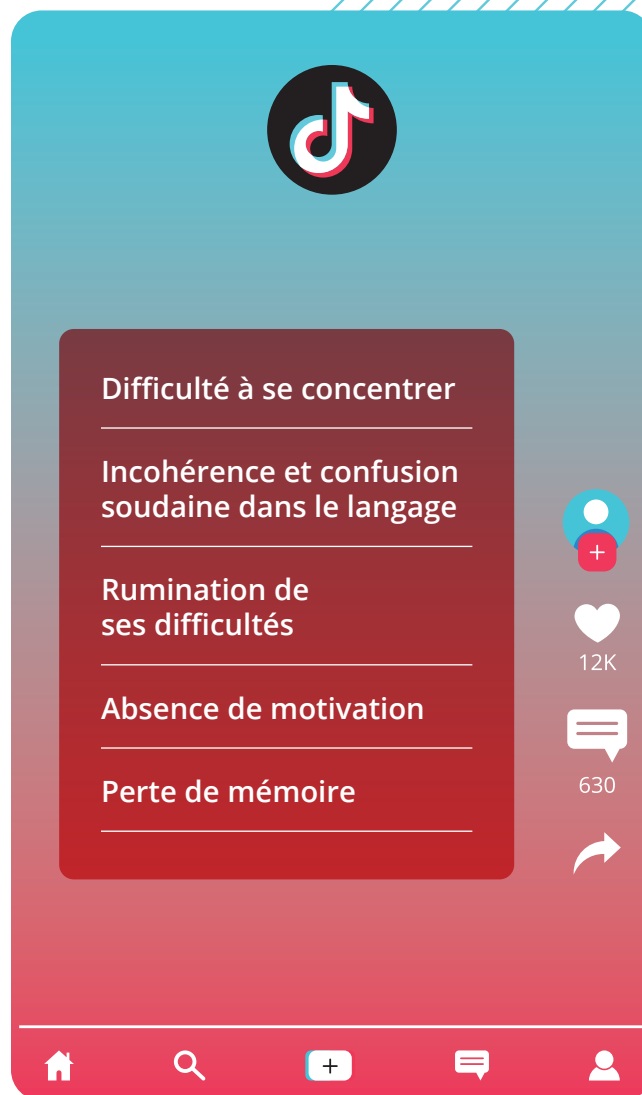 Difficulté à se concentrer
Incohérence et confusion
soudaine dans le langage
Rumination de
ses difficultés
Absence de motivation
Perte de mémoire
12K
630